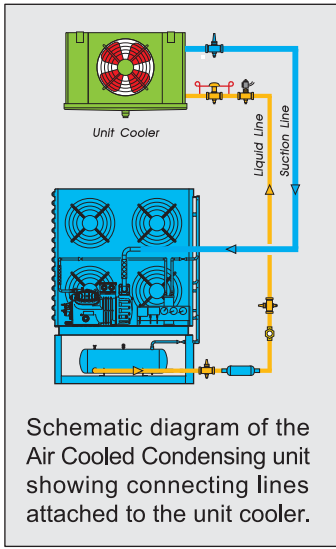 Unit Cooler
Liquid Line
Suction Line
Schematic diagram of the
Air Cooled Condensing unit
showing connecting lines
attached to the unit cooler.